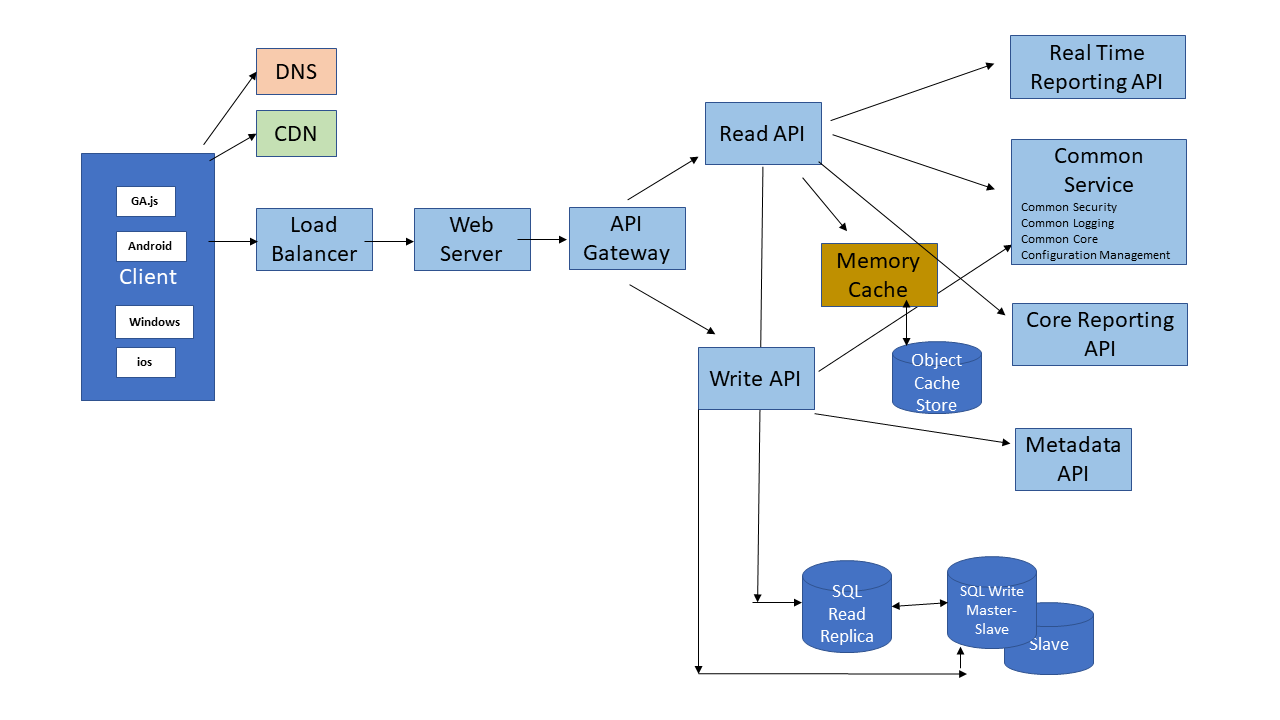 DNS
CDN
GA.js
Android
Client
Windows
ios
Load
Balancer
Web
Server
API
Gateway
Read API
Write API
Memory
Cache
Object
Cache
Store
Real Time
Reporting API
Common
Service
Common Security
Common Logging
Common Core
Configuration Management
Core Reporting
API
Metadata
API
SQL
Read
Replica
SQL Write
Master-
Slave
Slave